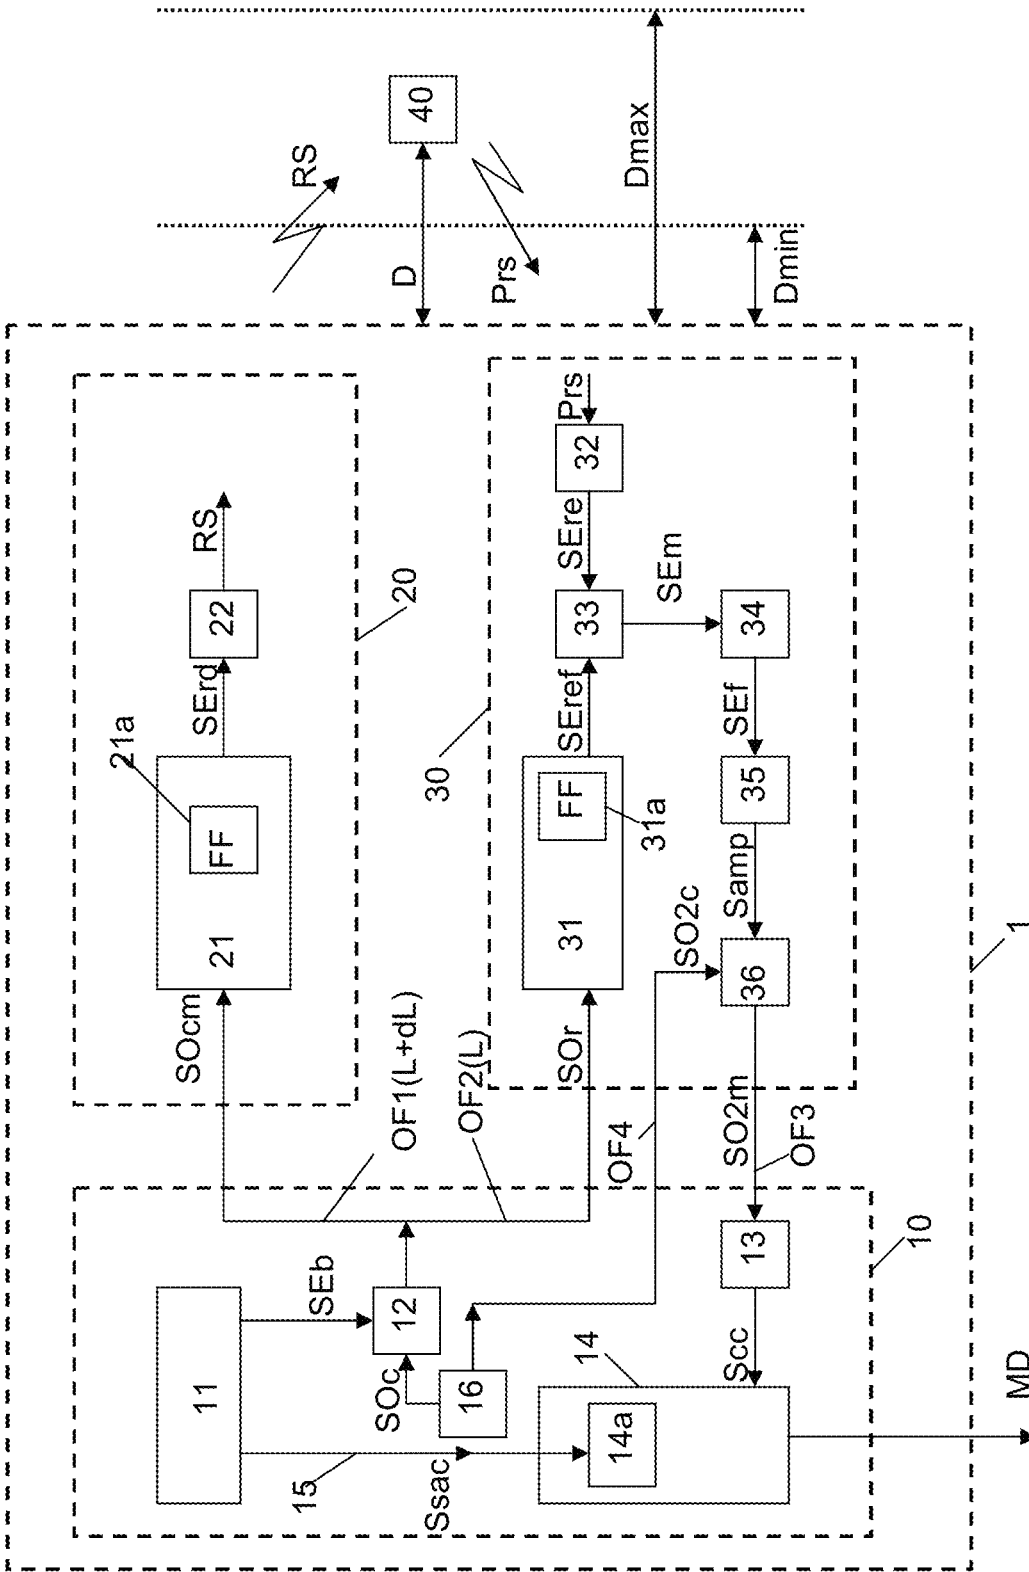 RS
40
D
Prs
Dmax
Dmin
RS
22
SErd
20
21a
FF
21
SOcm
Prs
32
SEre
33
SEm
34
SEref
SEf
30
FF
31a
31
35
Samp
SO2c
36
SOr
1
OF1(L+dL)
OF2(L)
OF4
SO2m
OF3
SEb
12
13
10
11
SOc
16
14
Scc
14a
15
Ssac
MD